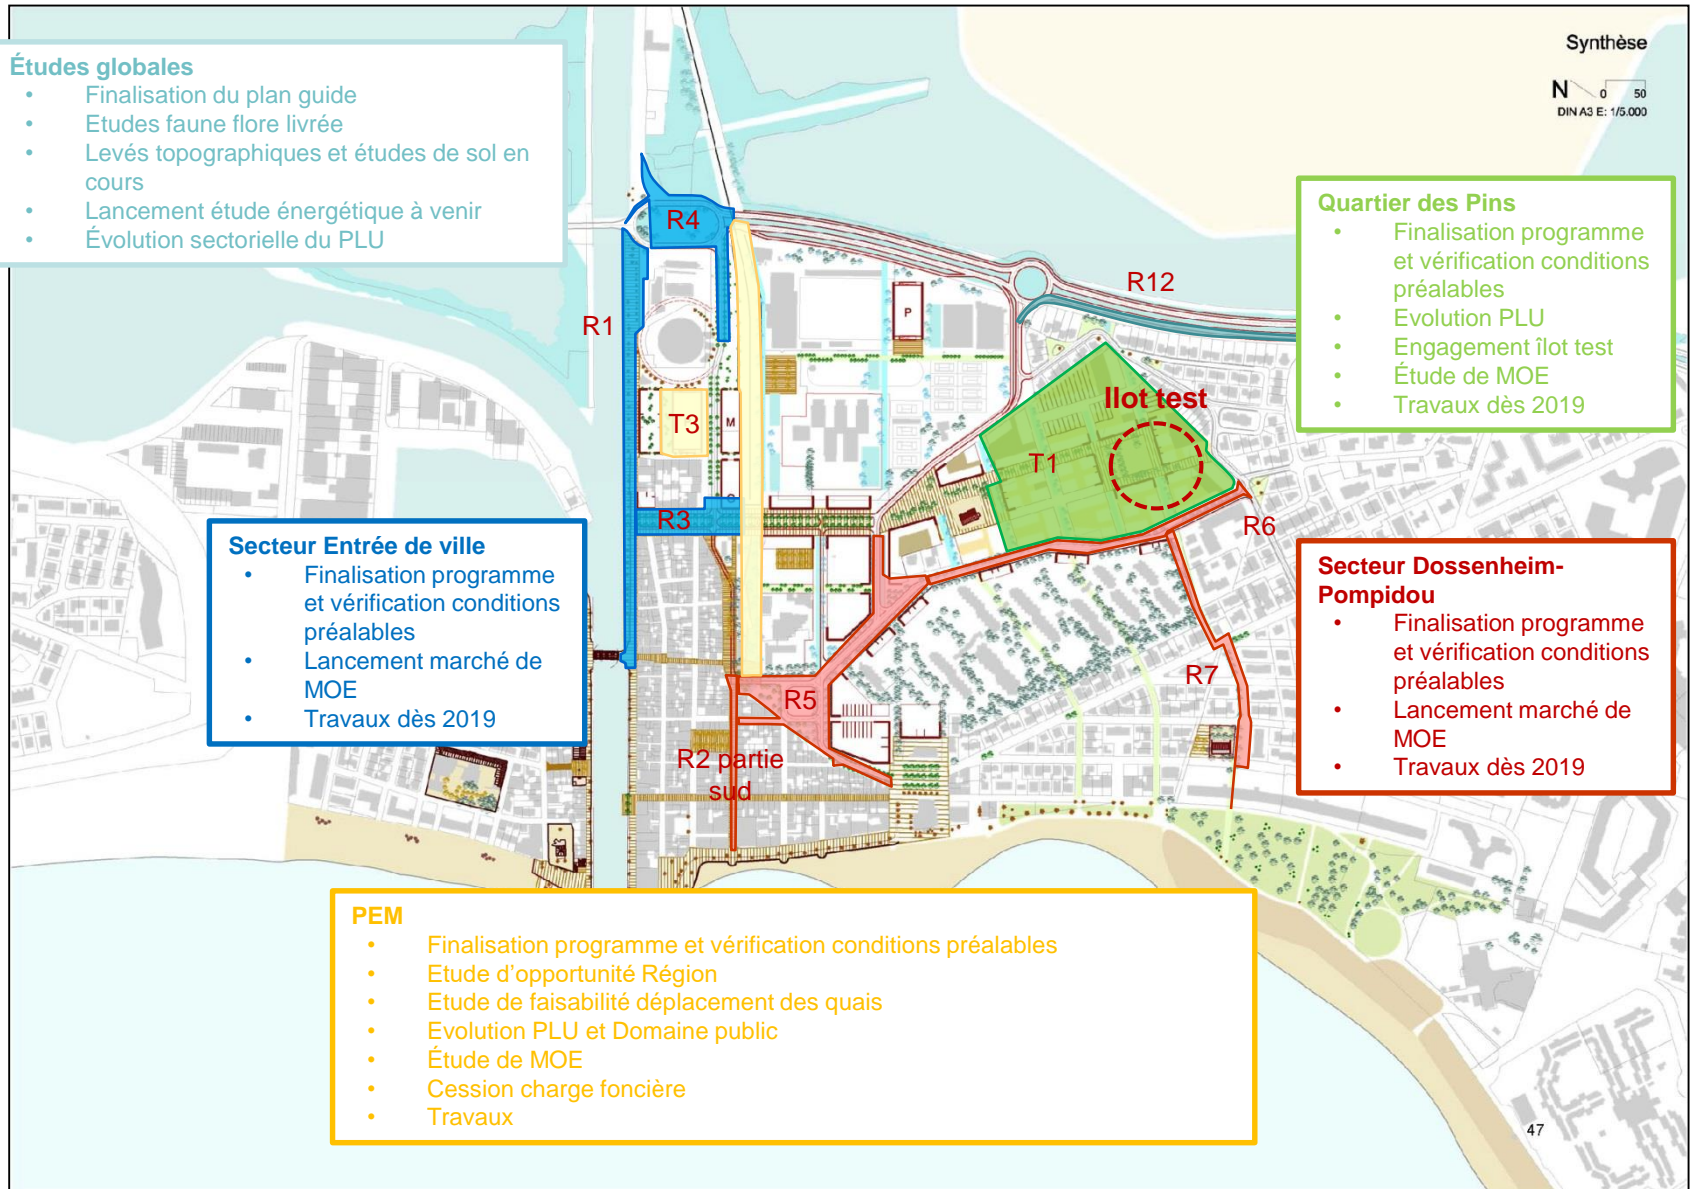 Synthèse
N 0 50
DIN A3 E: 1/5.000
Études globales
• Finalisation du plan guide
• Etudes faune flore livrée
• Levés topographiques et études de sol en
cours
• Lancement étude énergétique à venir
• Évolution sectorielle du PLU
Quartier des Pins
• Finalisation programme
et vérification conditions
préalables
• Evolution PLU
• Engagement îlot test
• Étude de MOE
• Travaux dès 2019
R4
R12
R1
P
Ilot test
T3
M
T1
R3
R6
Secteur Entrée de ville
• Finalisation programme
et vérification conditions
préalables
• Lancement marché de
MOE
• Travaux dès 2019
Secteur Dossenheim-
Pompidou
• Finalisation programme
et vérification conditions
préalables
• Lancement marché de
MOE
• Travaux dès 2019
R7
R5
R2 partie
sud
PEM
• Finalisation programme et vérification conditions préalables
• Etude d'opportunité Région
• Etude de faisabilité déplacement des quais
• Evolution PLU et Domaine public
• Étude de MOE
• Cession charge foncière
• Travaux
47